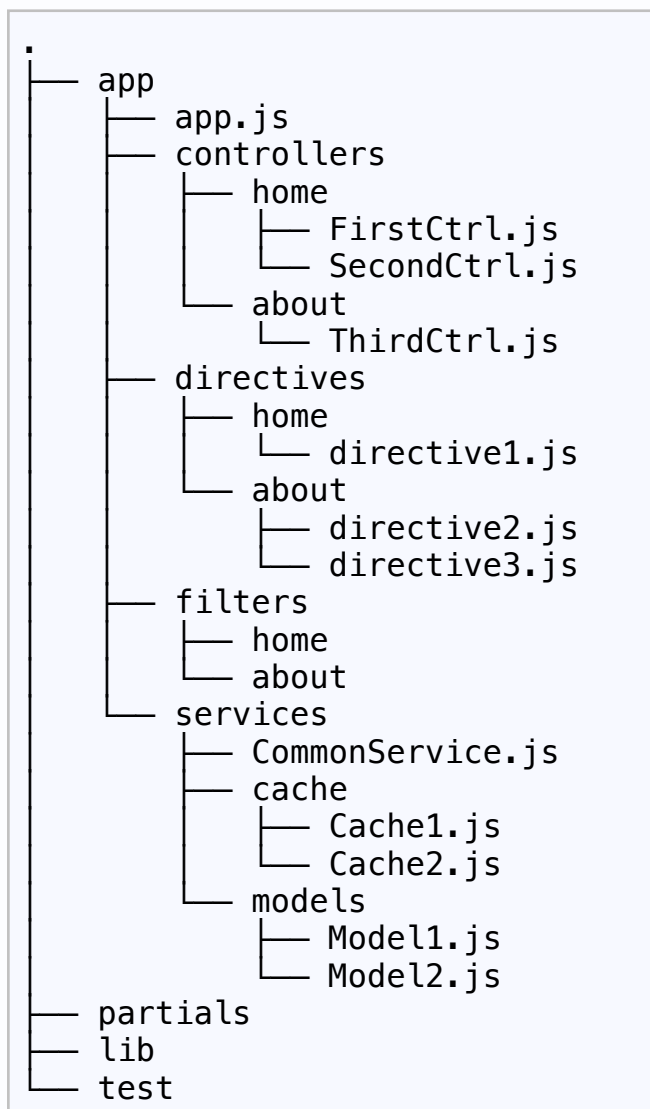 .
├── app
│   ├── app.js
│   ├── controllers
│   │   ├── home
│   │   │   ├── FirstCtrl.js
│   │   │   └── SecondCtrl.js
│   │   └── about
│   │       └── ThirdCtrl.js
│   ├── directives
│   │   ├── home
│   │   │   └── directive1.js
│   │   └── about
│   │       ├── directive2.js
│   │       └── directive3.js
│   ├── filters
│   │   ├── home
│   │   └── about
│   └── services
│       ├── CommonService.js
│       ├── cache
│       │   ├── Cache1.js
│       │   └── Cache2.js
│       └── models
│           ├── Model1.js
│           └── Model2.js
├── partials
├── lib
└── test